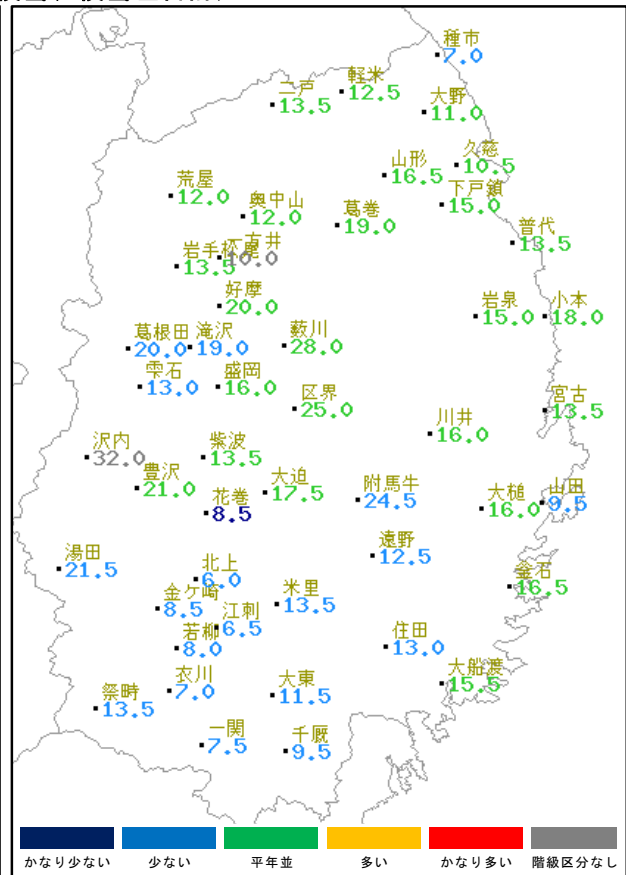 種市
7.0
二戸
13.5
軽米
12.5
大野
11.0
久慈
10.5
山形
16.5
下戸鎖
15.0
荒屋
12.0
奥中山
12.0
葛巻
19.0
普代
13.5
岩手松尾
13.5
一方井
10.0
好摩
20.0
岩泉
15.0
小本
18.0
葛根田
20.0
滝沢
19.0
藪川
28.0
雫石
13.0
盛岡
16.0
区界
25.0
川井
16.0
宮古
13.5
沢内
32.0
紫波
13.5
豊沢
21.0
花巻
8.5
大迫
17.5
附馬牛
24.5
大槌
16.0
山田
9.5
遠野
12.5
湯田
21.5
北上
6.0
釜石
16.5
金ケ崎
8.5
江刺
6.5
米里
13.5
若柳
8.0
住田
13.0
衣川
7.0
大東
11.5
大船渡
15.5
祭畤
13.5
一関
7.5
千厩
9.5
かなり少ない
少ない
平年並
多い
かなり多い
階級区分なし